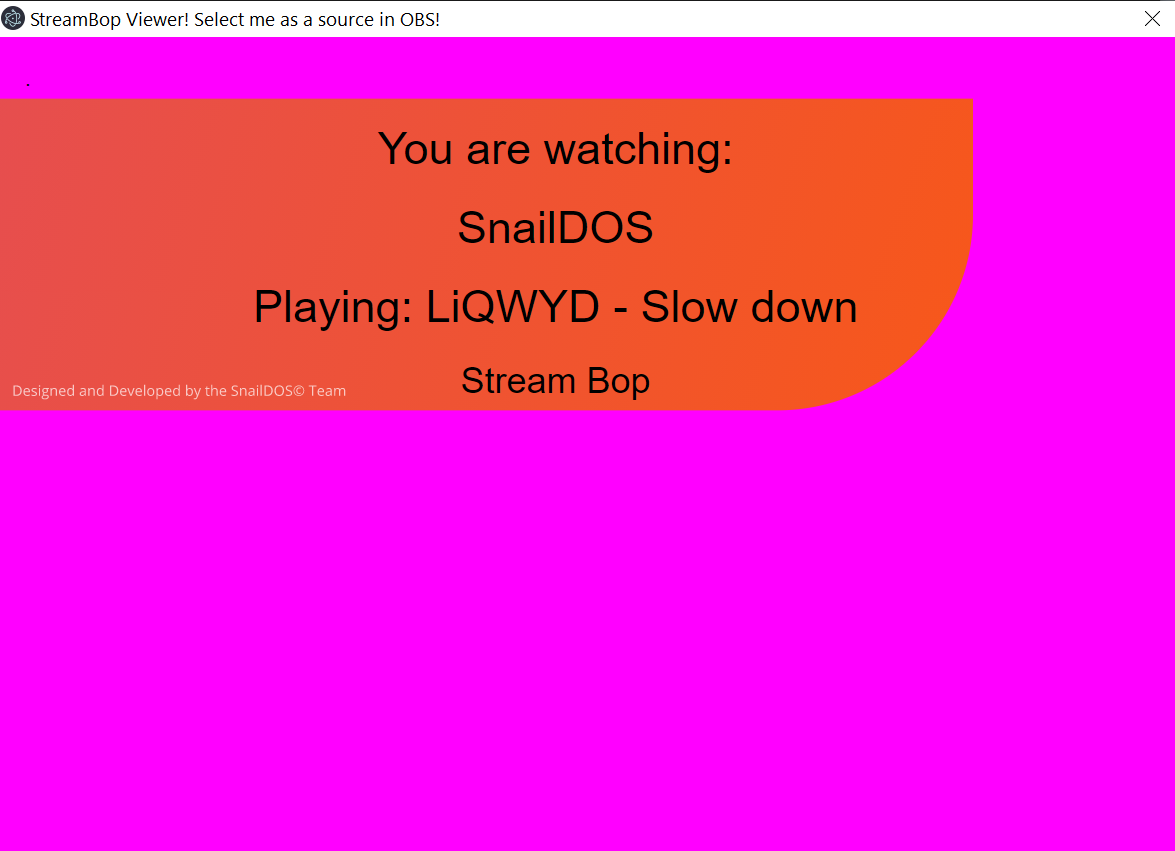 StreamBop Viewer! Select me as a source in OBS!
.
You are watching:
SnailDOS
Playing: LiQWYD - Slow down
Stream Bop
Designed and Developed by the SnailDOS© Team